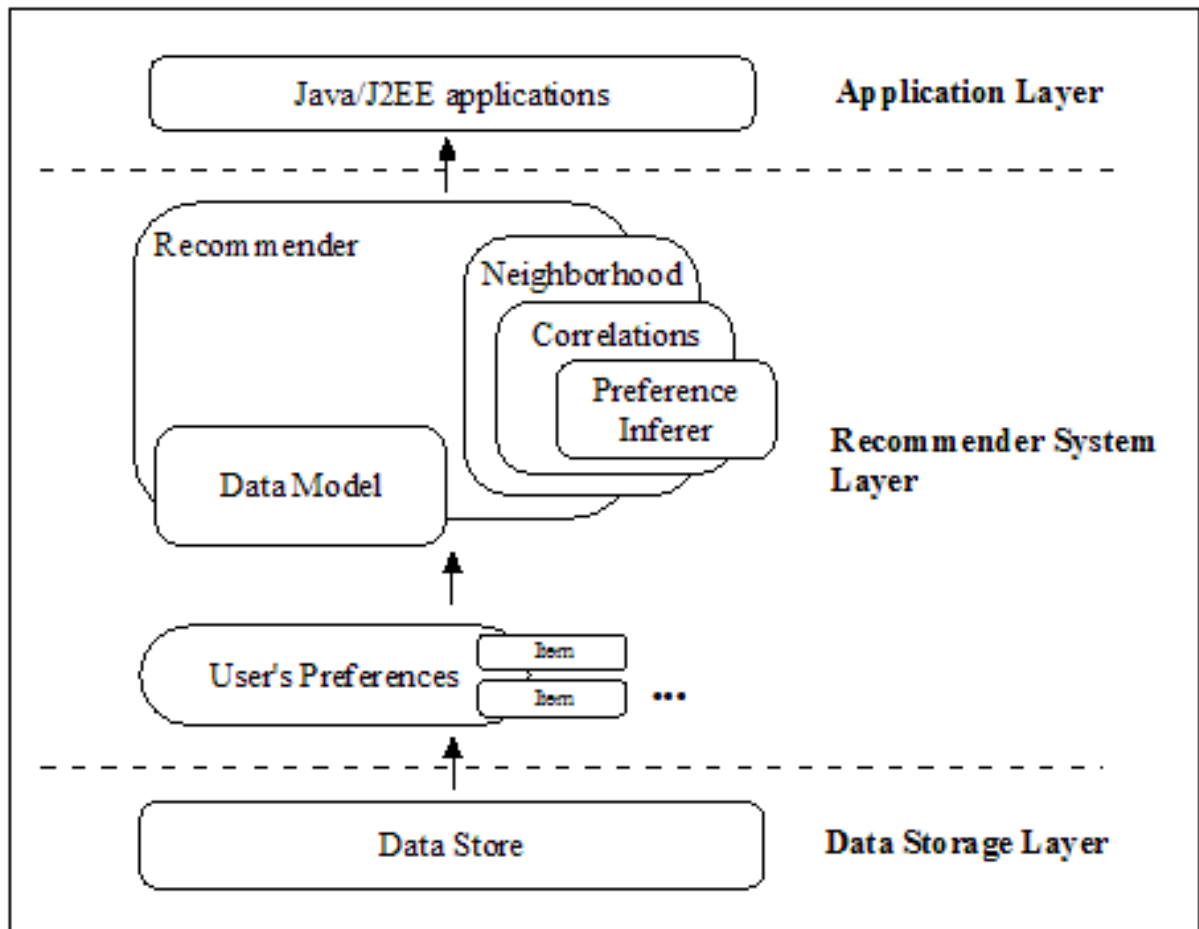 Java/J2EE applications
Application Layer
Recommender
Neighborhood
Correlations
Preference
Inferer
Data Model
Recommender System
Layer
User's Preferences
Item
Item
...
Data Store
Data Storage Layer